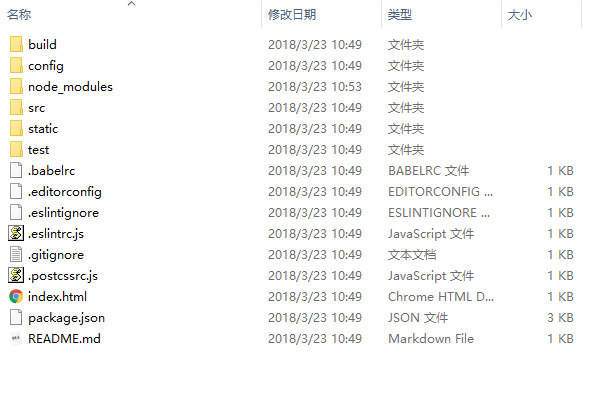 名称 修改日期 类型 大小
build 2018/3/23 10:49 文件夹
config 2018/3/23 10:49 文件夹
node_modules 2018/3/23 10:53 文件夹
src 2018/3/23 10:49 文件夹
static 2018/3/23 10:49 文件夹
test 2018/3/23 10:49 文件夹
.babelrc 2018/3/23 10:49 BABELRC 文件 1 KB
.editorconfig 2018/3/23 10:49 EDITORCONFIG ... 1 KB
.eslintignore 2018/3/23 10:49 ESLINTIGNORE ... 1 KB
.eslintrc.js 2018/3/23 10:49 JavaScript 文件 1 KB
.gitignore 2018/3/23 10:49 文本文档 1 KB
.postcssrc.js 2018/3/23 10:49 JavaScript 文件 1 KB
index.html 2018/3/23 10:49 Chrome HTML D... 1 KB
package.json 2018/3/23 10:49 JSON 文件 3 KB
README.md 2018/3/23 10:49 Markdown File 1 KB